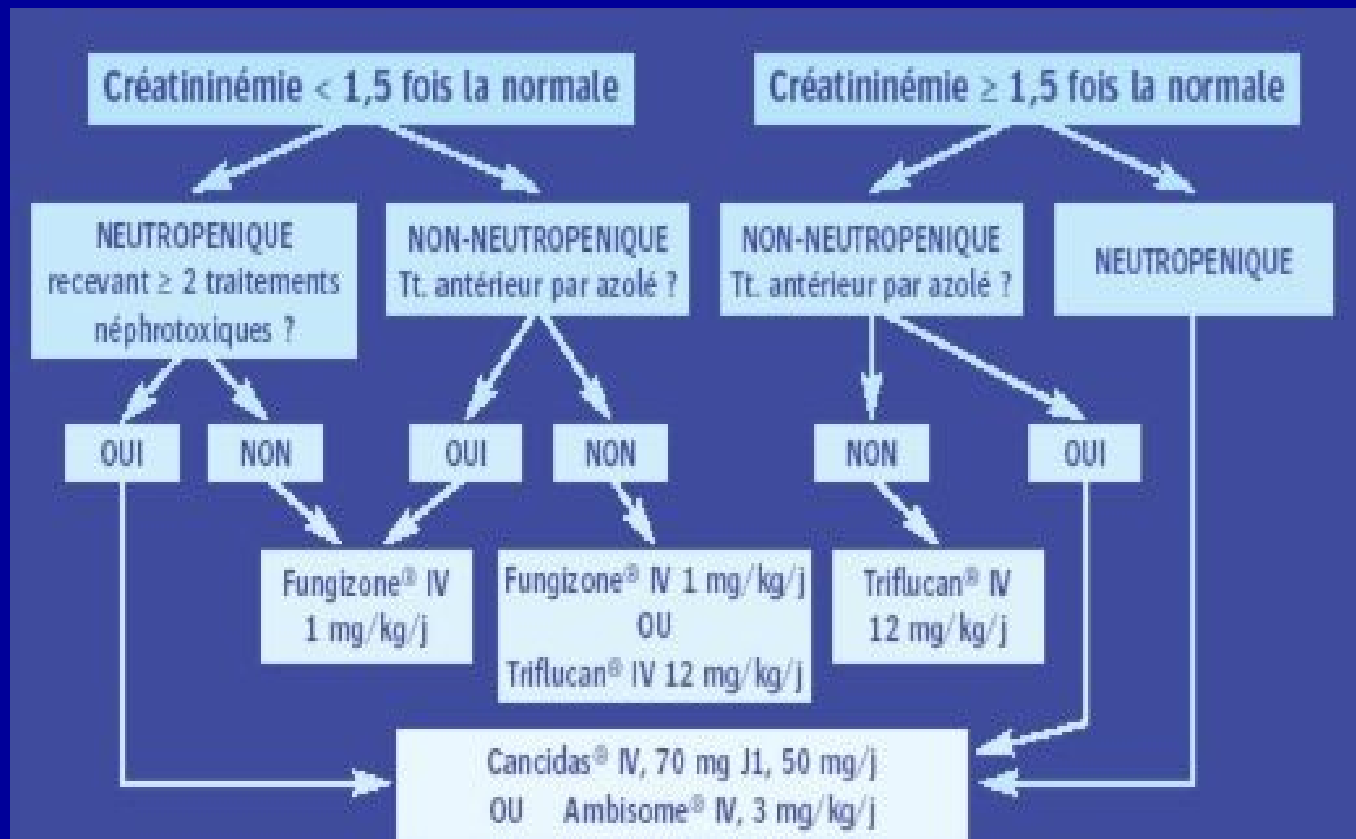 Créatininémie < 1,5 fois la normale
Créatininémie ≥ 1,5 fois la normale
NEUTROPENIQUE
recevant ≥ 2 traitements
néphrotoxiques ?
NON-NEUTROPENIQUE
Tt. antérieur par azolé ?
NON-NEUTROPENIQUE
Tt. antérieur par azolé ?
NEUTROPENIQUE
OUI
NON
OUI
NON
NON
OUI
Fungizone® IV
1 mg/kg/j
Fungizone® IV 1 mg/kg/j
OU
Triflucan® IV 12 mg/kg/j
Triflucan® IV
12 mg/kg/j
Cancidas® IV, 70 mg J1, 50 mg/j
OU Ambisome® IV, 3 mg/kg/j